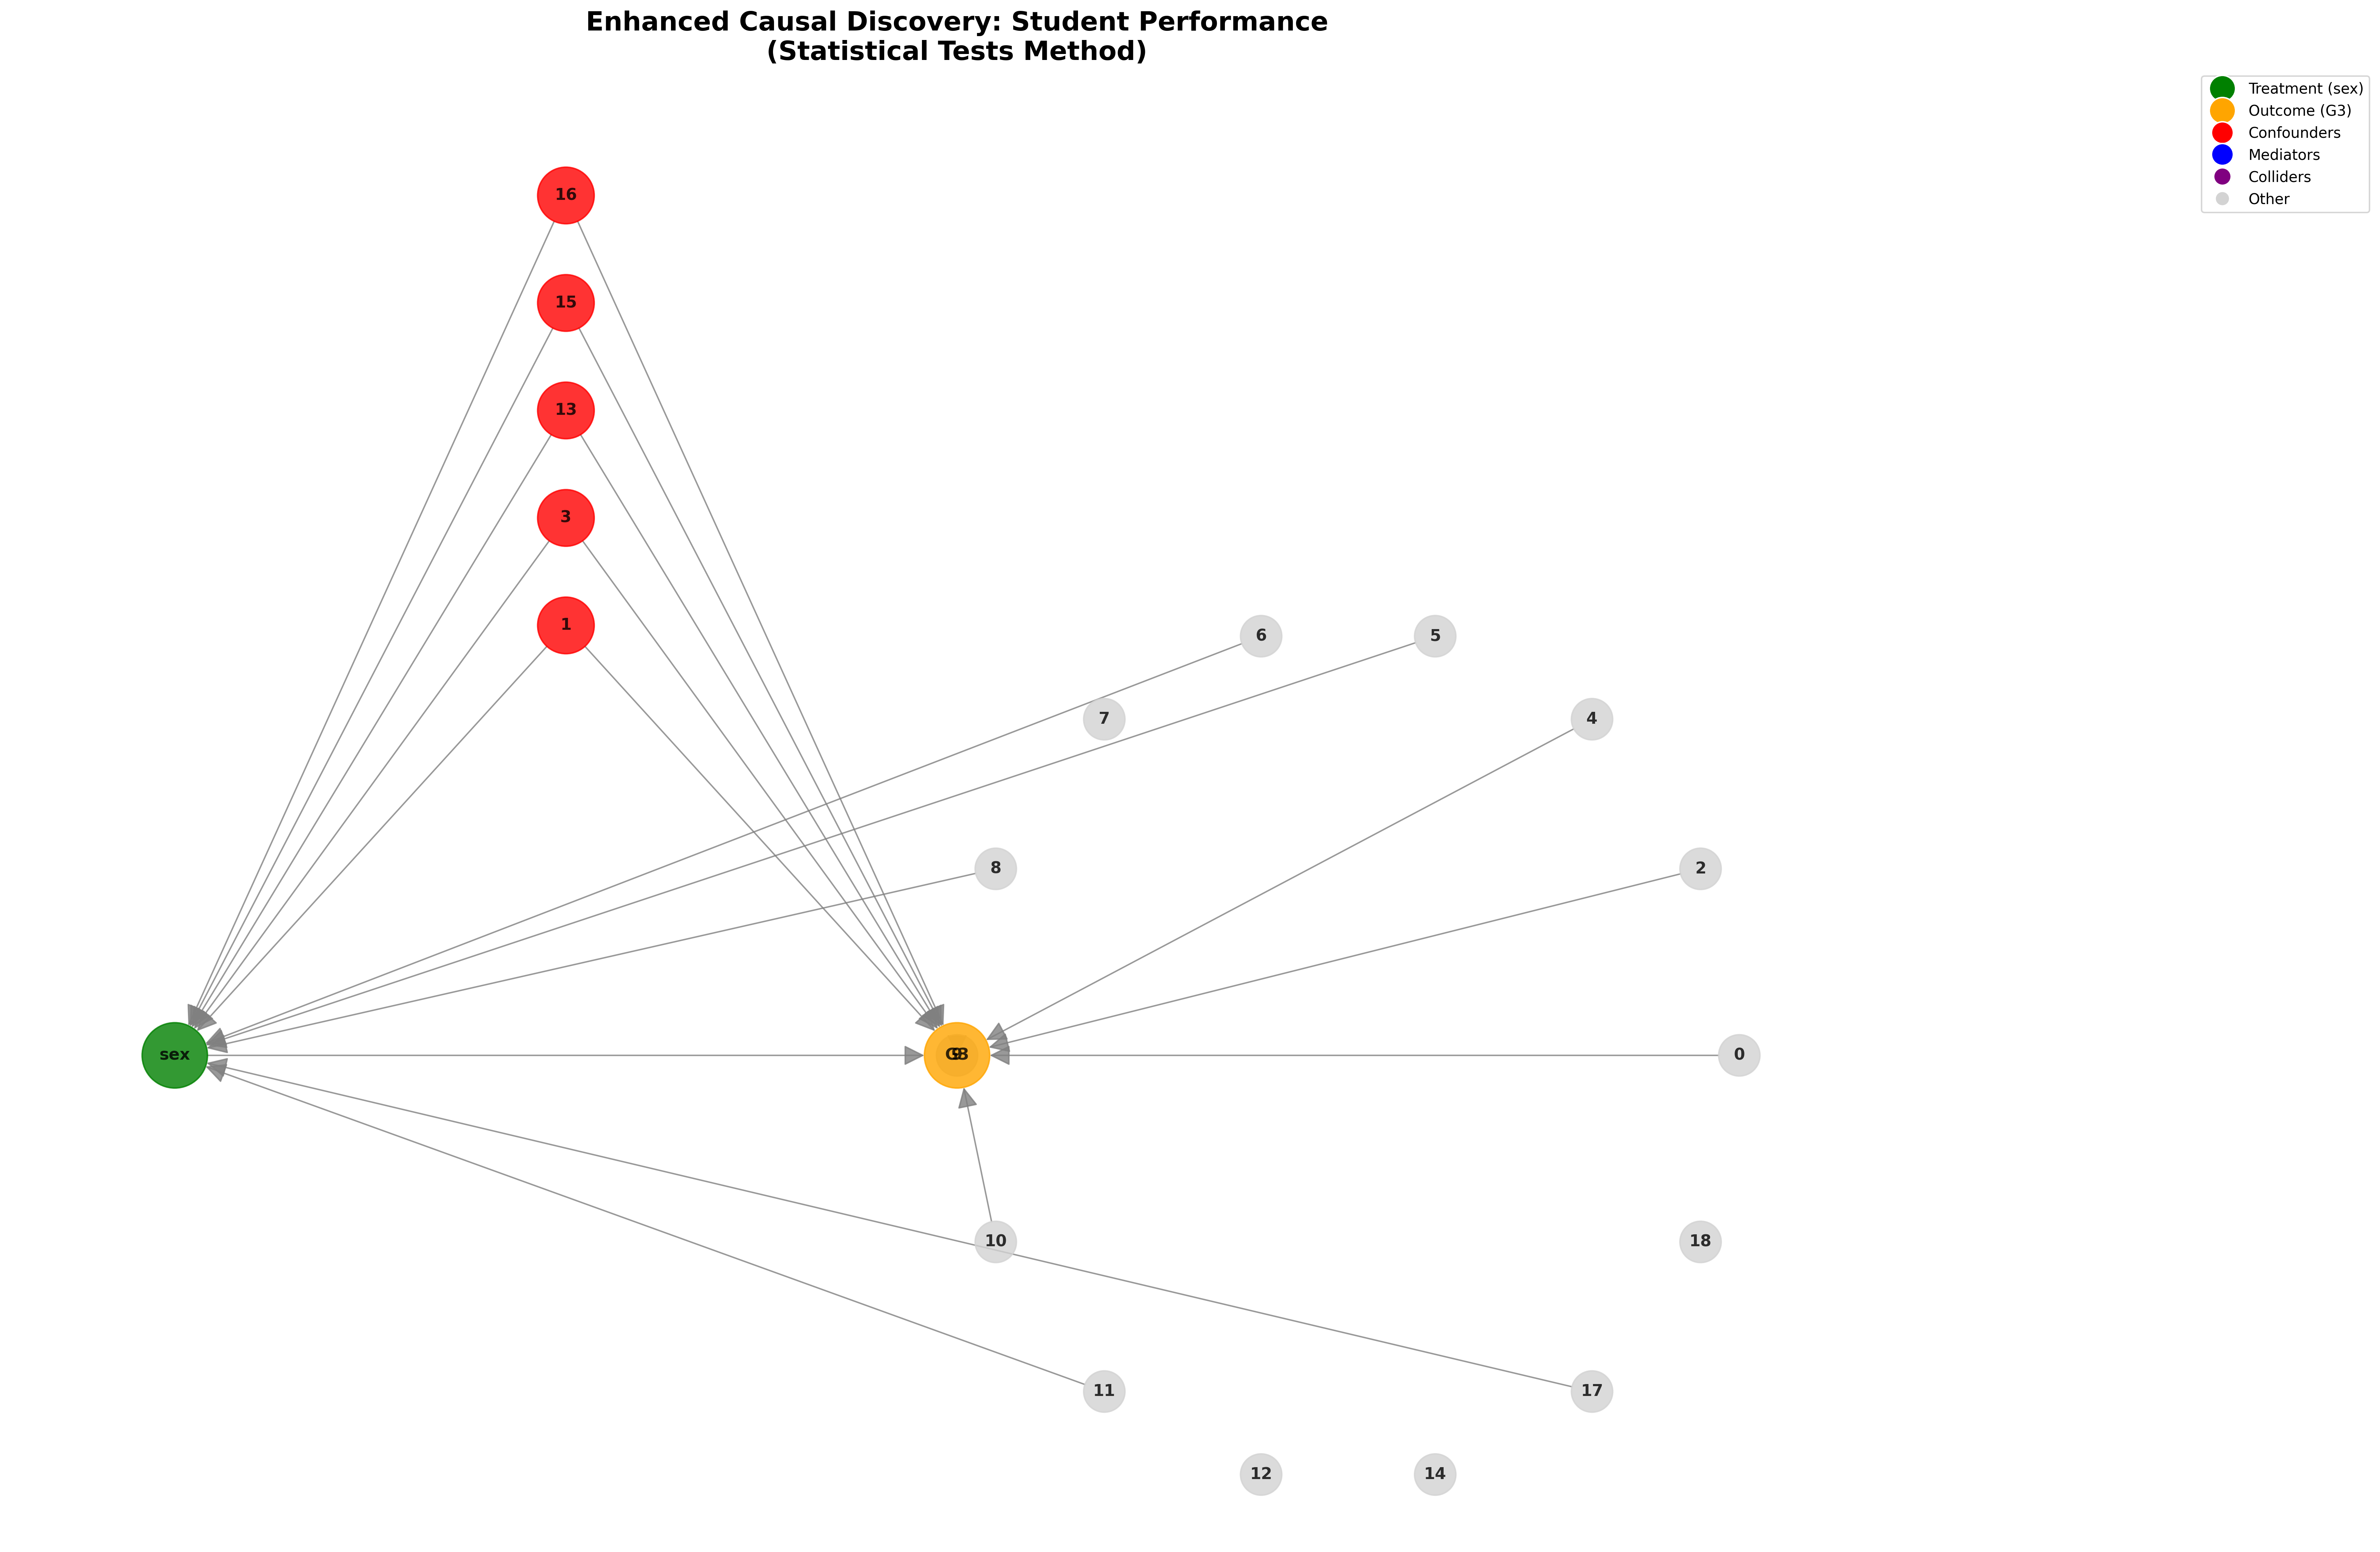 Enhanced Causal Discovery: Student Performance
(Statistical Tests Method)
Treatment (sex)
Outcome (G3)
Confounders
Mediators
Colliders
Other
16
15
13
3
1
6
5
7
4
8
2
sex
G3
9
0
10
18
11
17
12
14